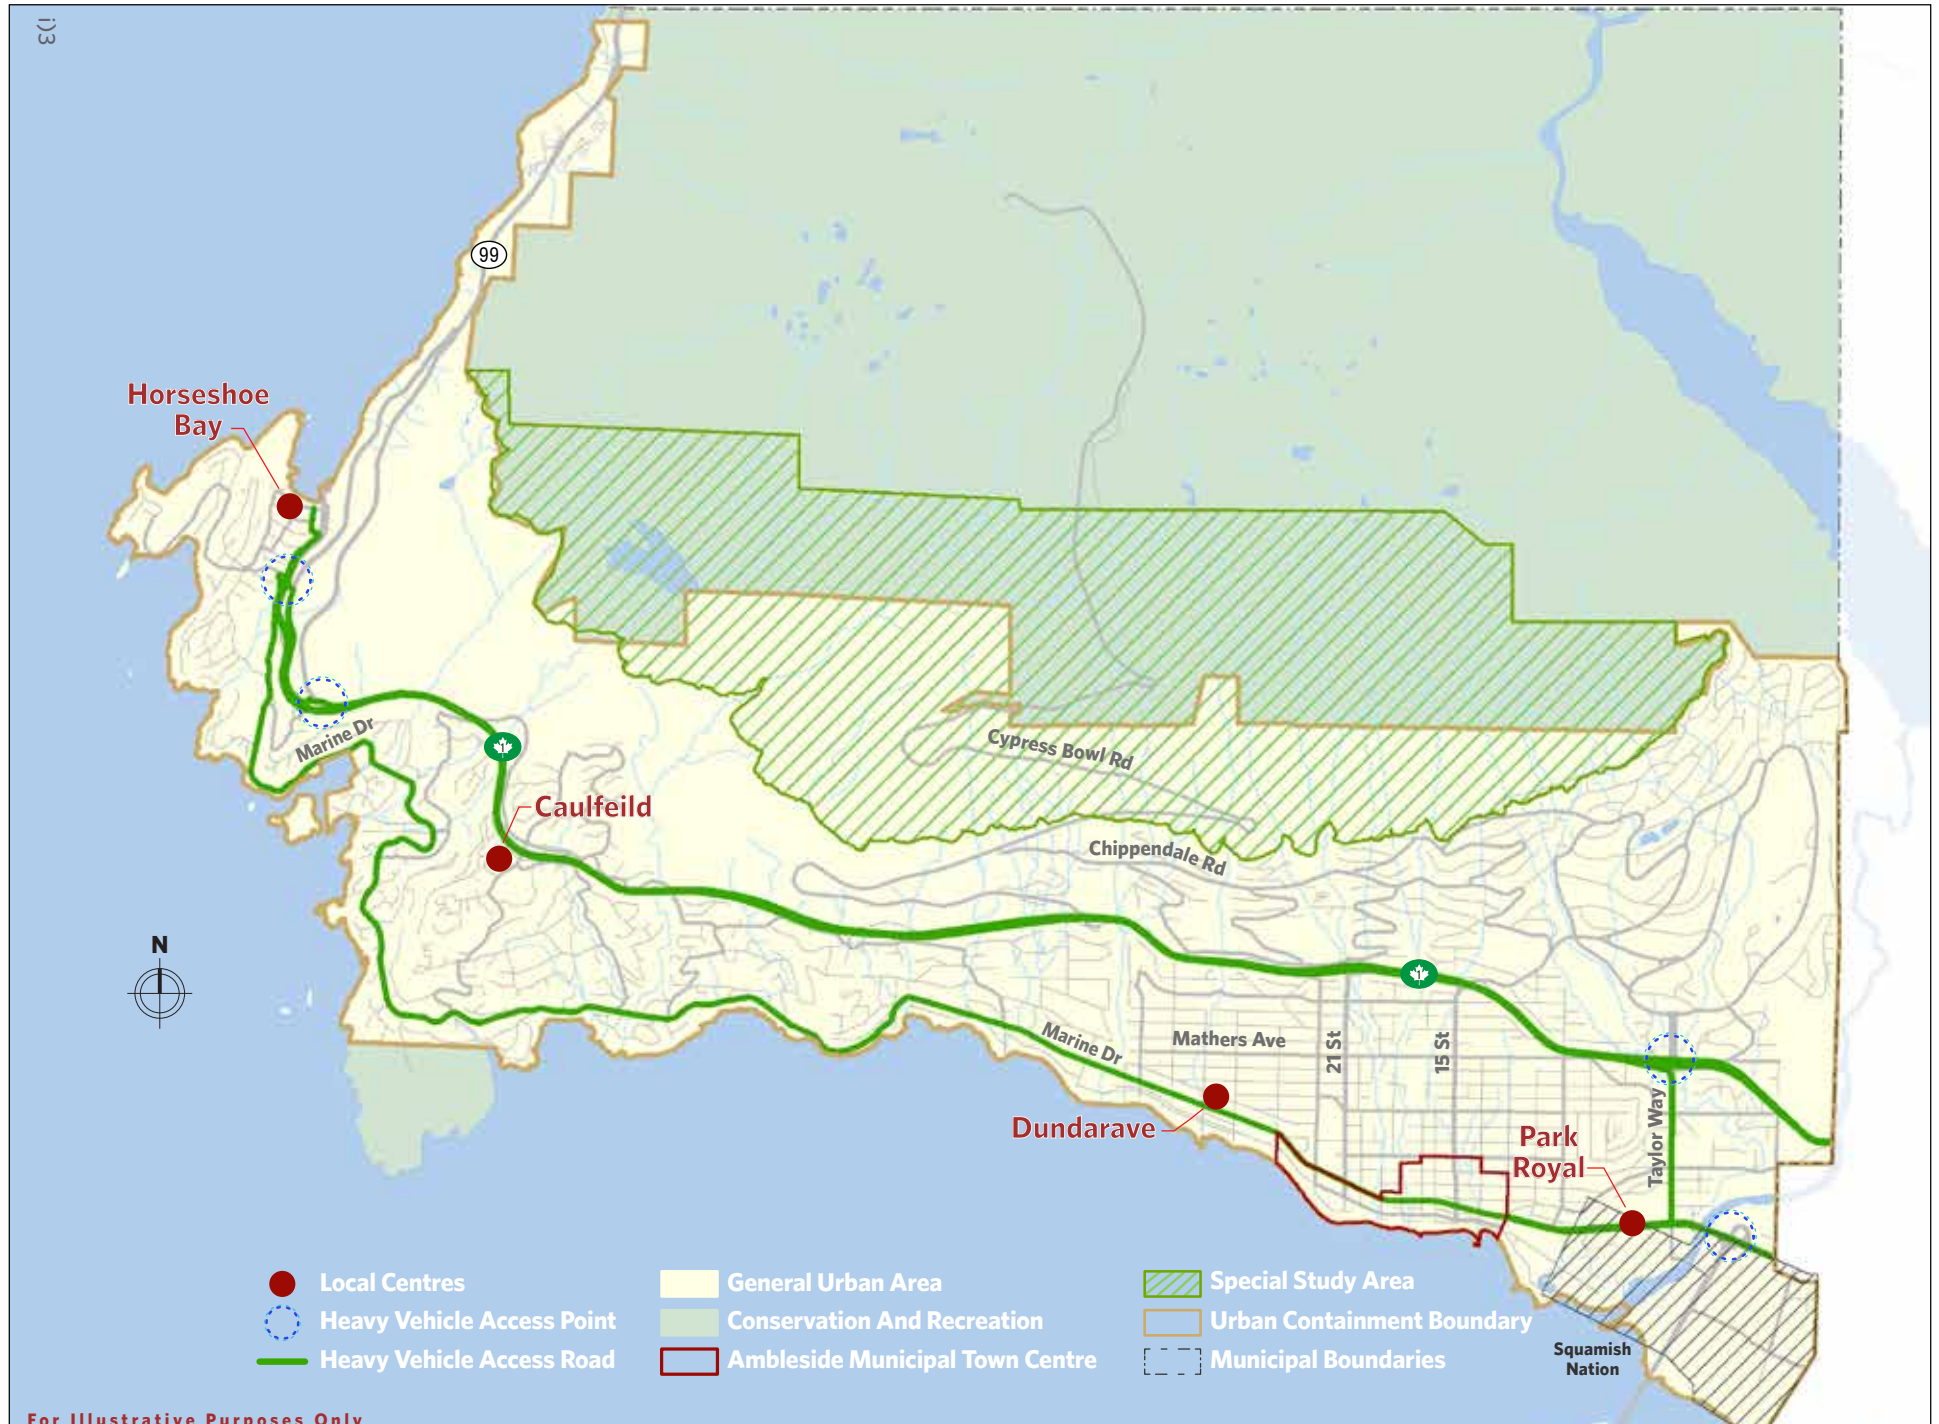 i)3
99
Horseshoe
Bay
Marine Dr
1
Caulfeild
Cypress Bowl Rd
Chippendale Rd
N
1
Marine Dr
Mathers Ave
21 St
15 St
Taylor Way
Dundarave
Park
Royal
Local Centres
General Urban Area
Special Study Area
Heavy Vehicle Access Point
Conservation And Recreation
Urban Containment Boundary
Heavy Vehicle Access Road
Ambleside Municipal Town Centre
Municipal Boundaries
Squamish
Nation
For Illustrative Purposes Only